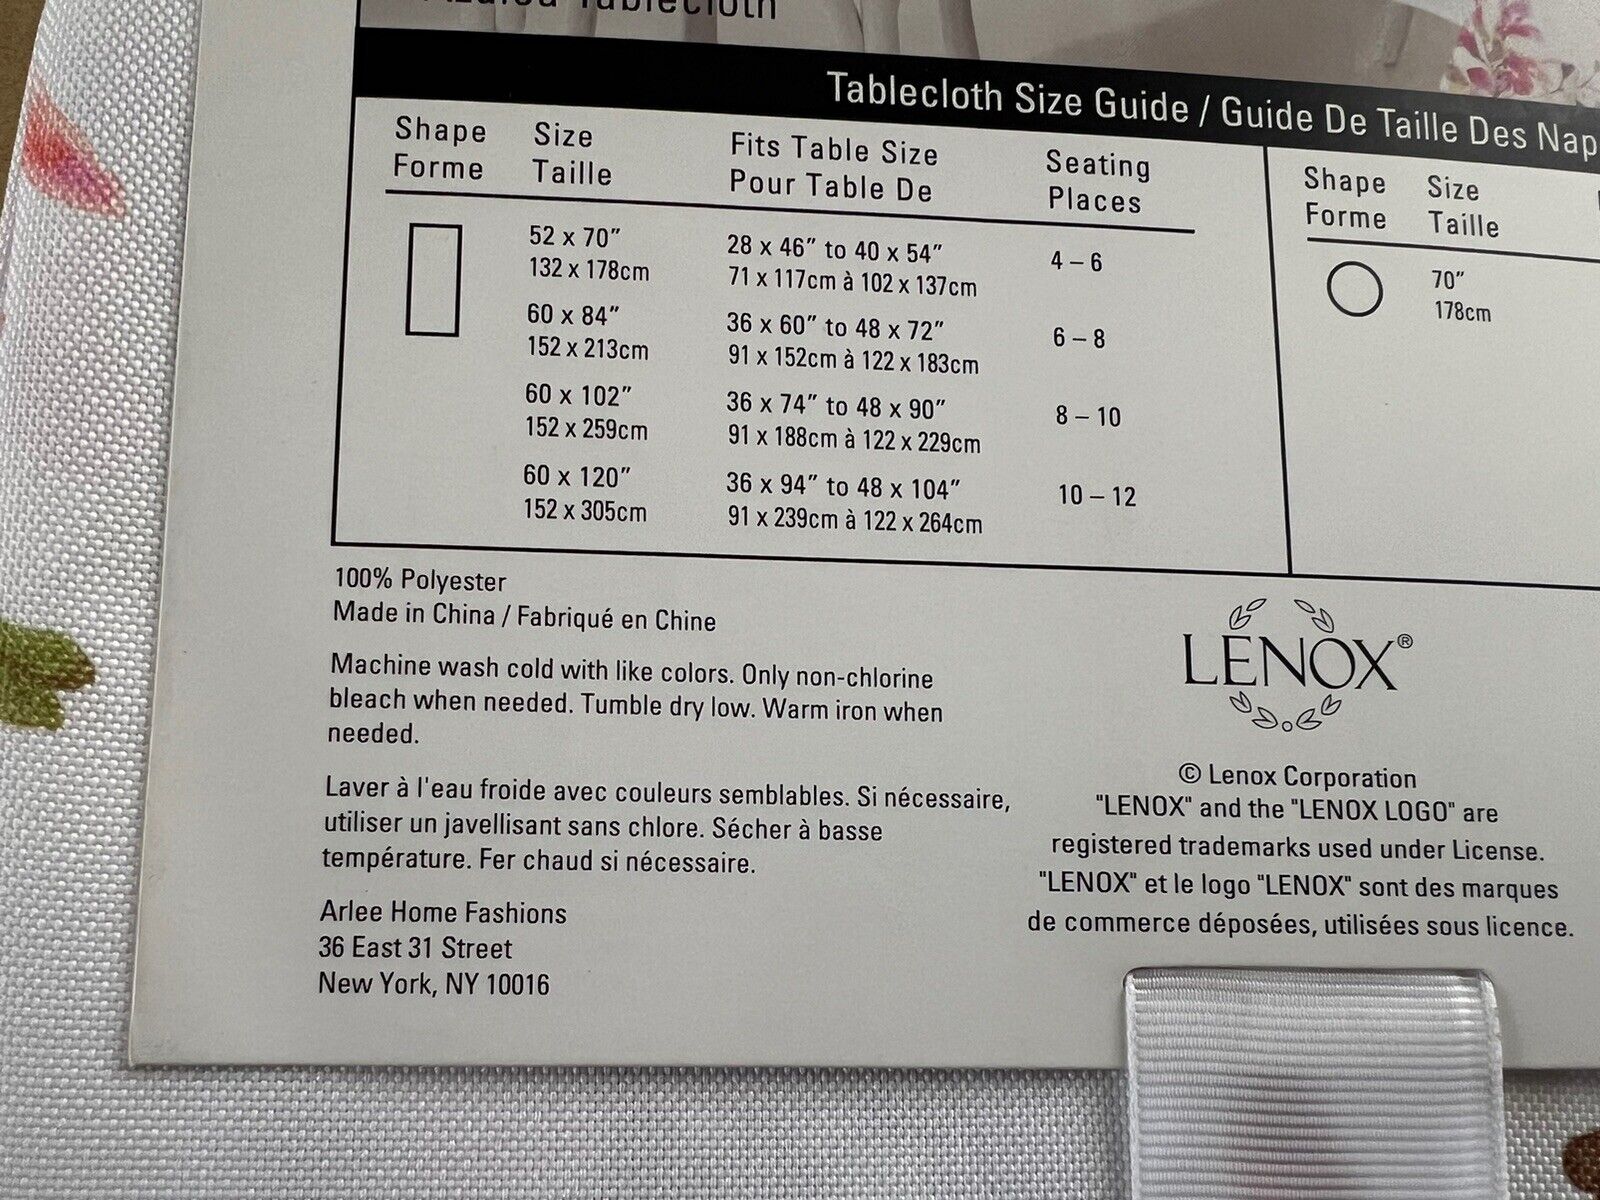 Tablecloth
Tablecloth Size Guide / Guide De Taille Des Nap
Shape Size Fits Table Size Seating
Forme Taille Pour Table De Places
52 x 70" 28 x 46" to 40 x 54" 4 – 6
132 x 178cm 71 x 117cm à 102 x 137cm
60 x 84" 36 x 60" to 48 x 72" 6 – 8
152 x 213cm 91 x 152cm à 122 x 183cm
60 x 102" 36 x 74" to 48 x 90" 8 – 10
152 x 259cm 91 x 188cm à 122 x 229cm
60 x 120" 36 x 94" to 48 x 104" 10 – 12
152 x 305cm 91 x 239cm à 122 x 264cm
Shape Size
Forme Taille
70"
178cm
100% Polyester
Made in China / Fabriqué en Chine
Machine wash cold with like colors. Only non-chlorine
bleach when needed. Tumble dry low. Warm iron when
needed.
Laver à l'eau froide avec couleurs semblables. Si nécessaire,
utiliser un javellisant sans chlore. Sécher à basse
température. Fer chaud si nécessaire.
Arlee Home Fashions
36 East 31 Street
New York, NY 10016
LENOX®
© Lenox Corporation
"LENOX" and the "LENOX LOGO" are
registered trademarks used under License.
"LENOX" et le logo "LENOX" sont des marques
de commerce déposées, utilisées sous licence.